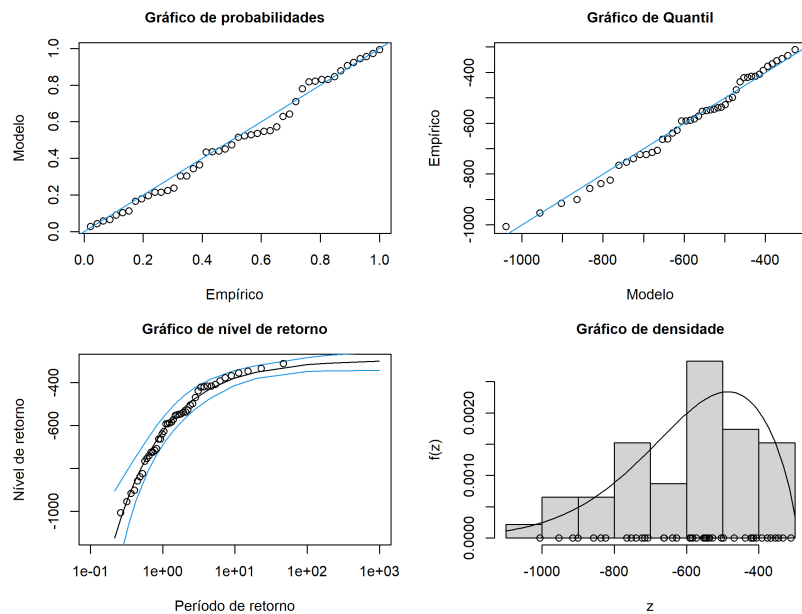 Gráfico de probabilidades
Modelo
0.0 0.2 0.4 0.6 0.8 1.0
0.0 0.2 0.4 0.6 0.8 1.0
Empírico
Gráfico de Quantil
Empírico
-1000 -800 -600 -400
-1000 -800 -600 -400
Modelo
Gráfico de nível de retorno
Nível de retorno
-1000 -600 -400
1e-01 1e+00 1e+01 1e+02 1e+03
Período de retorno
Gráfico de densidade
f(z)
0.0000 0.0010 0.0020
-1000 -800 -600 -400
z